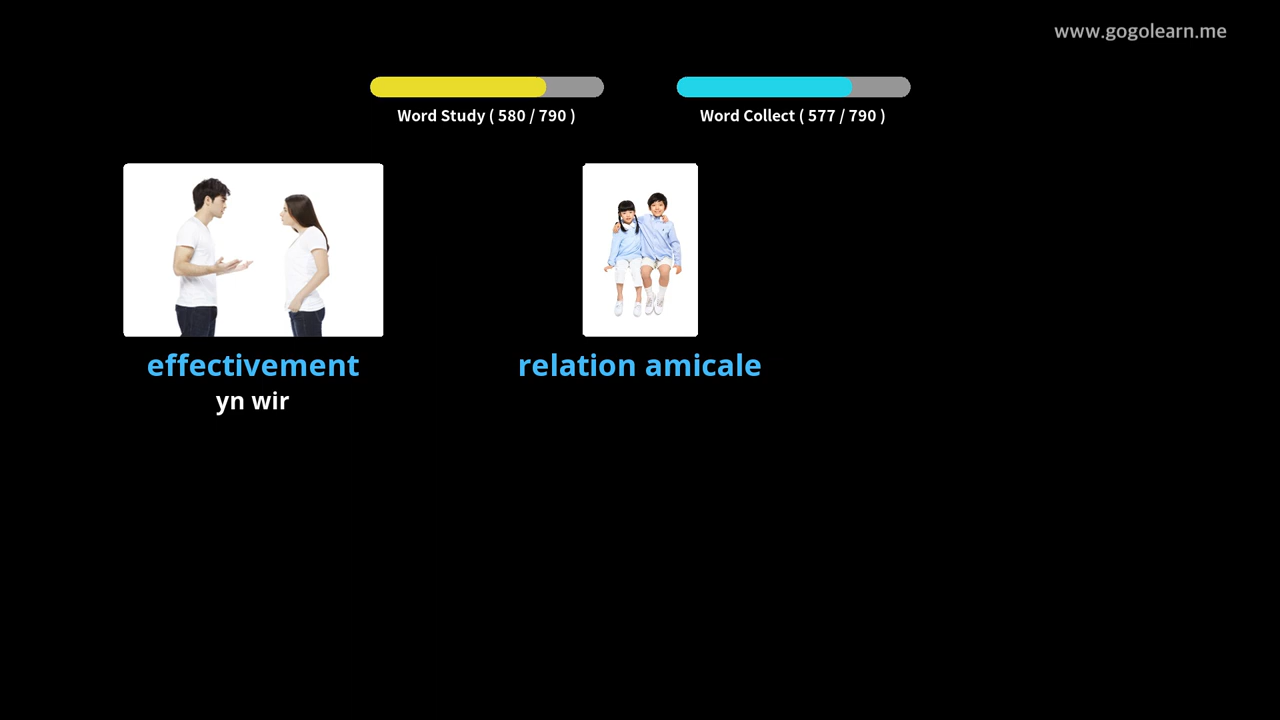 www.gogolearn.me
Word Study ( 580 / 790 )
Word Collect ( 577 / 790 )
effectivement
yn wir
relation amicale